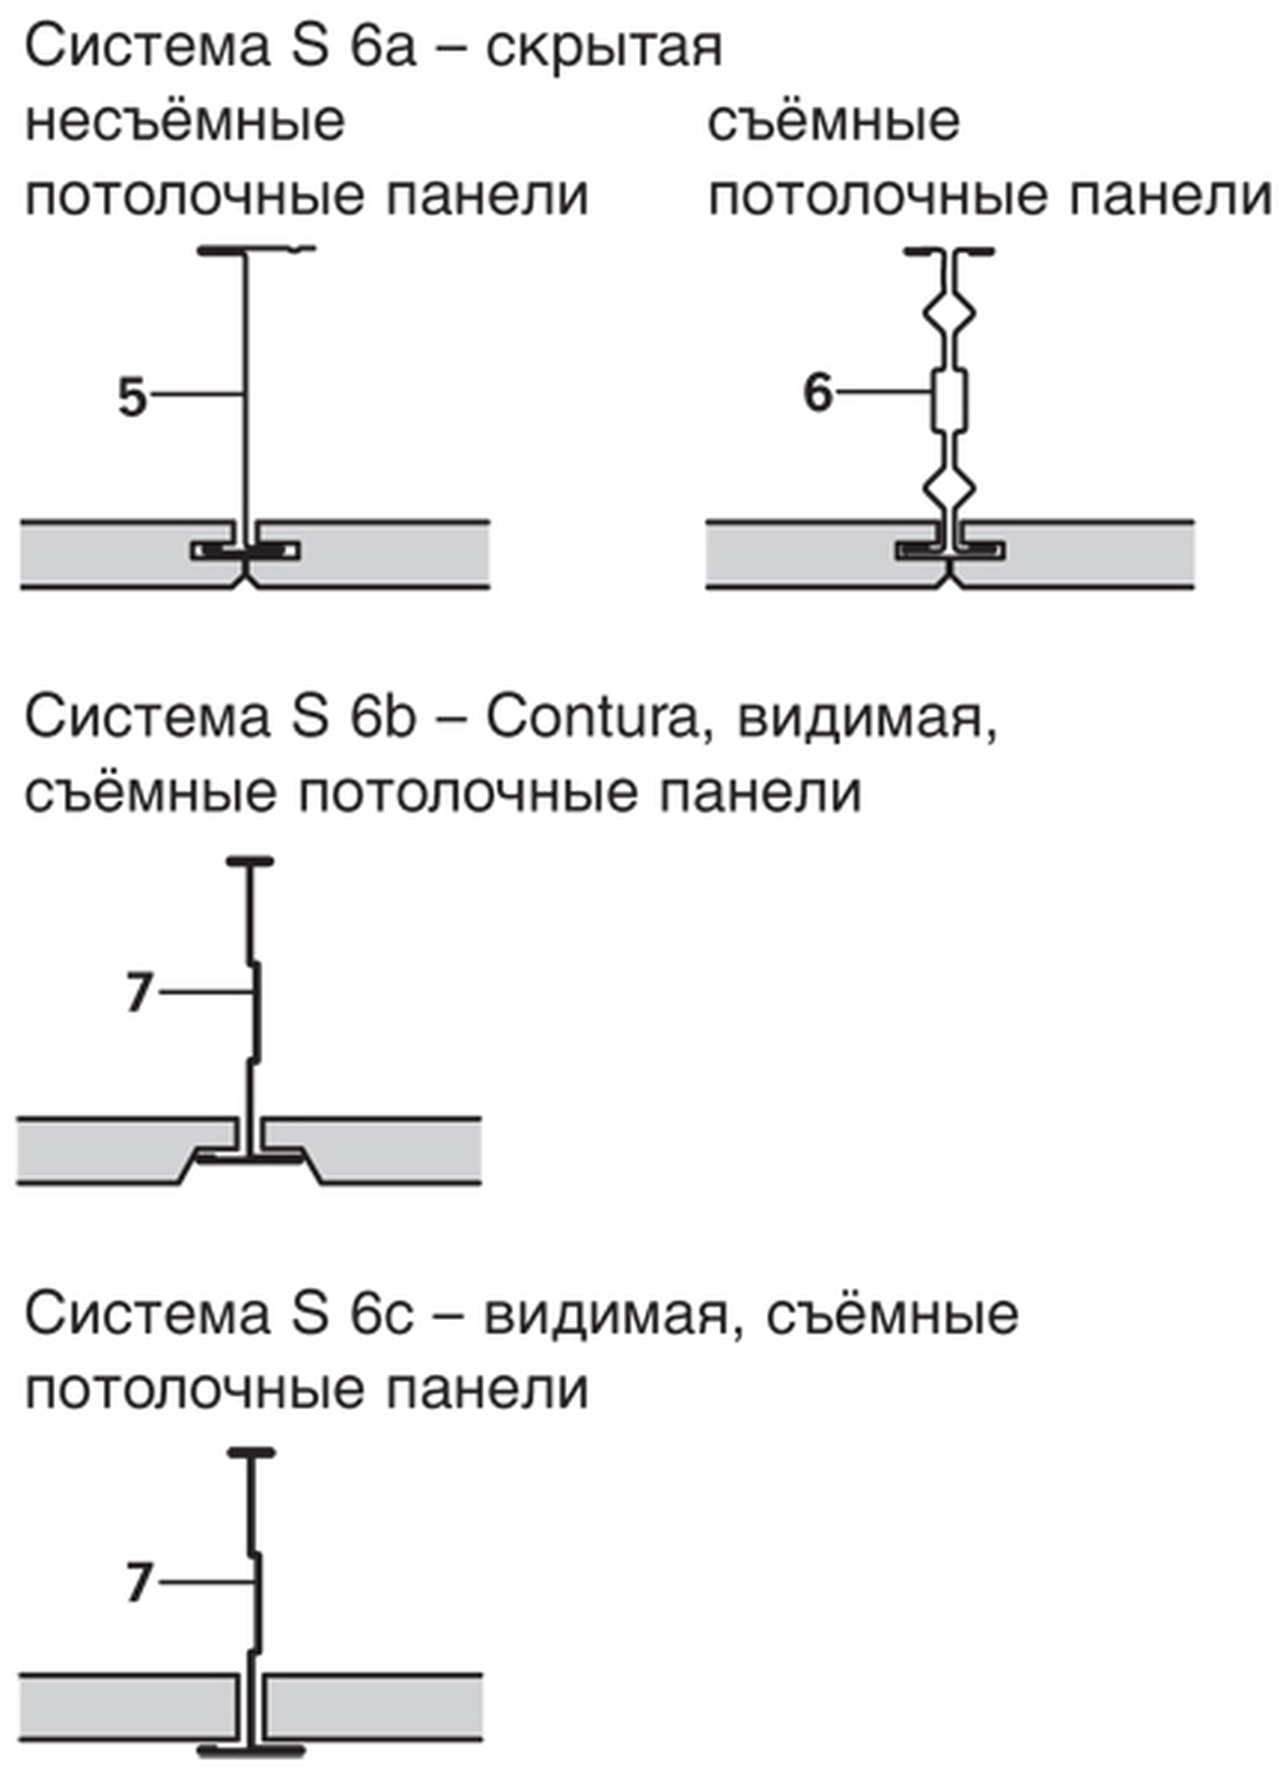 Система S 6a – скрытая
несъёмные
потолочные панели
съёмные
потолочные панели
5
6
Система S 6b – Contura, видимая,
съёмные потолочные панели
7
Система S 6c – видимая, съёмные
потолочные панели
7